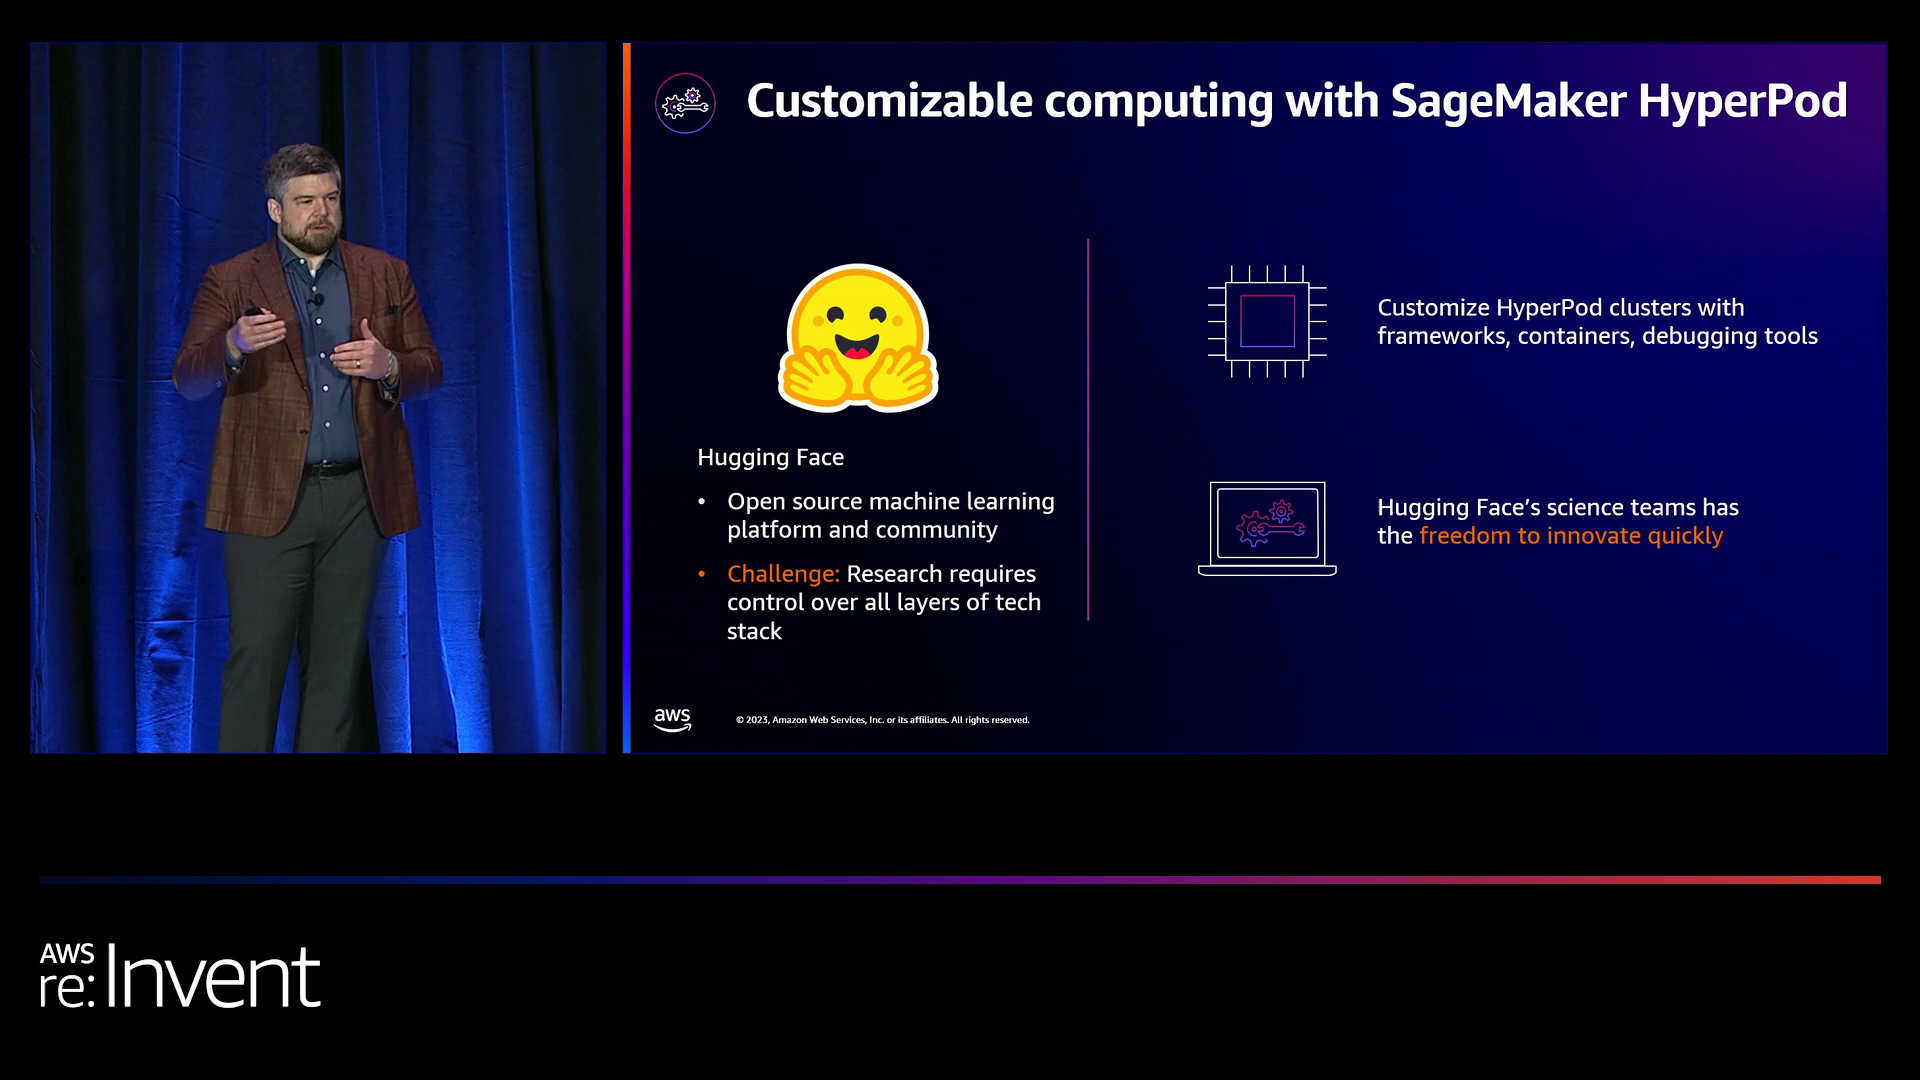 Customizable computing with SageMaker HyperPod
Hugging Face
• Open source machine learning
platform and community
• Challenge: Research requires
control over all layers of tech
stack
Customize HyperPod clusters with
frameworks, containers, debugging tools
Hugging Face’s science teams has
the freedom to innovate quickly
aws
© 2023, Amazon Web Services, Inc. or its affiliates. All rights reserved.
AWS
re:Invent